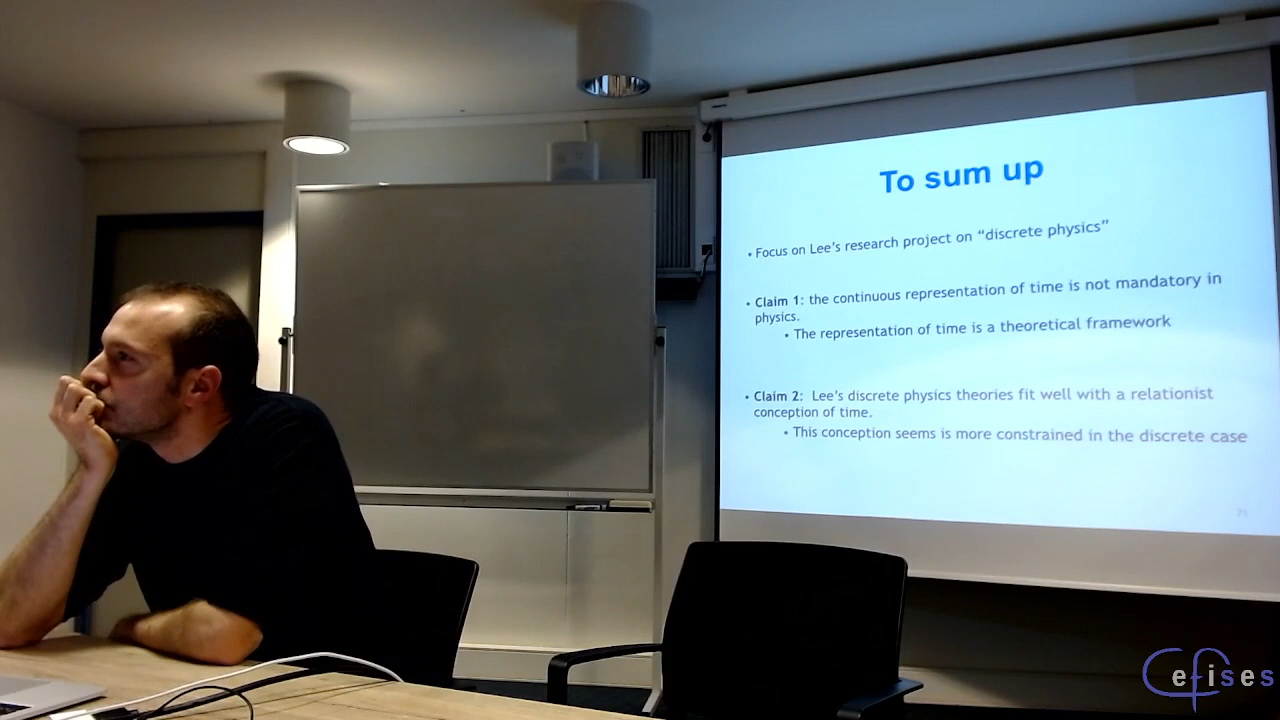 To sum up
• Focus on Lee's research project on “discrete physics”
• Claim 1: the continuous representation of time is not mandatory in
physics.
• The representation of time is a theoretical framework
• Claim 2: Lee's discrete physics theories fit well with a relationist
conception of time.
• This conception seems is more constrained in the discrete case
Cefises